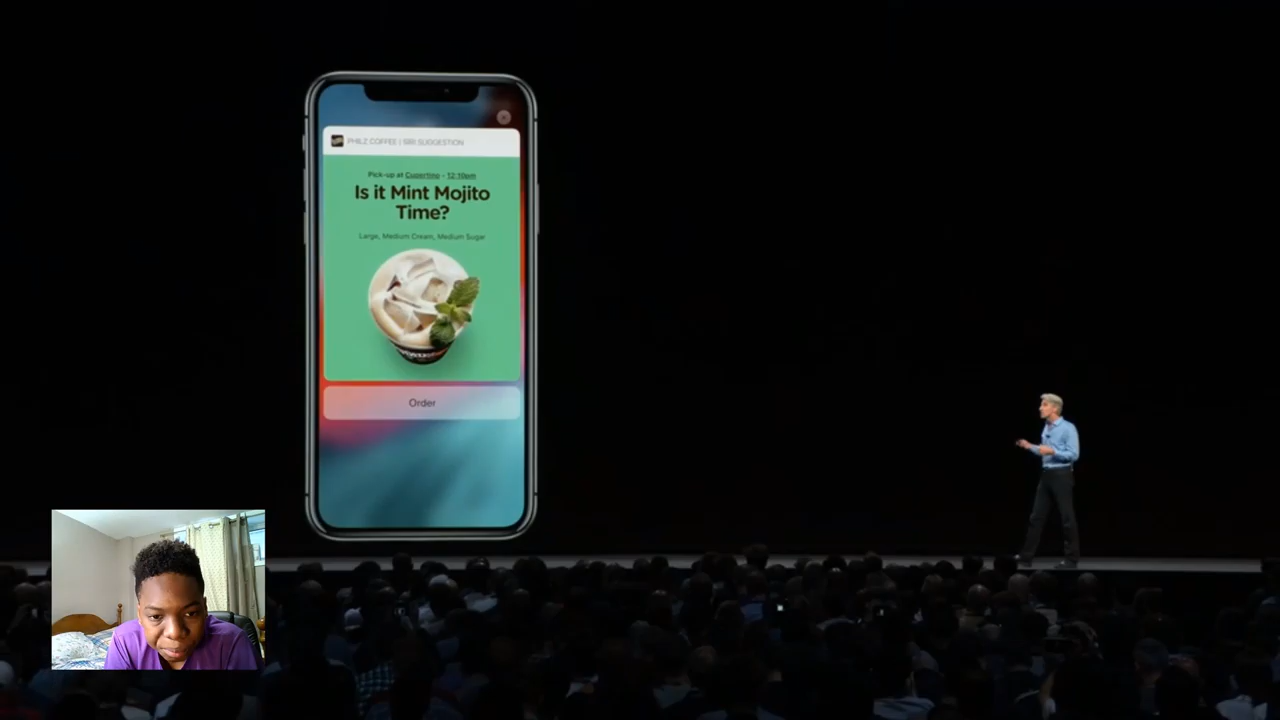 PHILZ COFFEE | SIRI SUGGESTION
Pick-up at Cupertino - 12:10pm
Is it Mint Mojito
Time?
Large, Medium Cream, Medium Sugar
Order